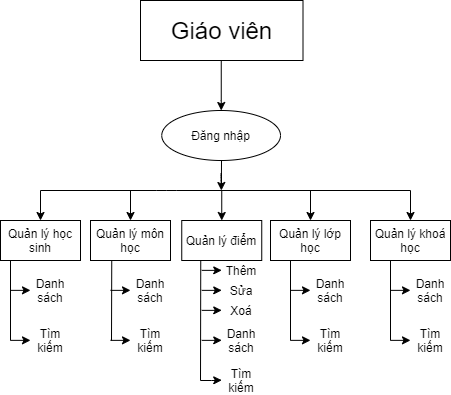 Giáo viên
Đăng nhập
Quản lý học
sinh
Danh
sách
Tìm
kiếm
Quản lý môn
học
Danh
sách
Tìm
kiếm
Quản lý điểm
Thêm
Sửa
Xoá
Danh
sách
Tìm
kiếm
Quản lý lớp
học
Danh
sách
Tìm
kiếm
Quản lý khoá
học
Danh
sách
Tìm
kiếm